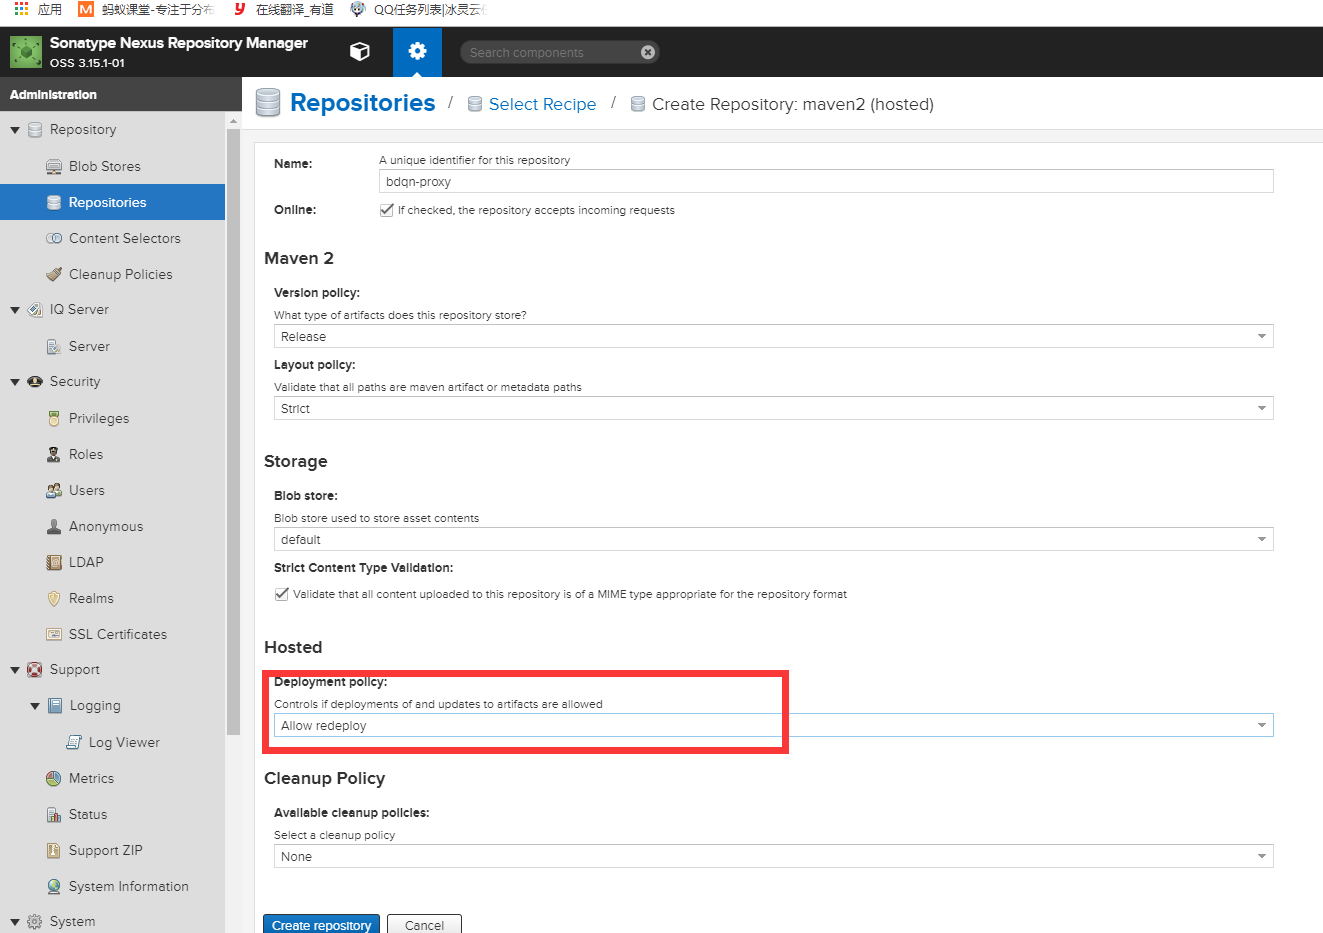 应用
M 蚂蚁课堂-专注于分布
y 在线翻译_有道
QQ任务列表|冰灵云
Sonatype Nexus Repository Manager
OSS 3.15.1-01
Search components
Administration
Repositories / Select Recipe / Create Repository: maven2 (hosted)
Repository
Blob Stores
Repositories
Content Selectors
Cleanup Policies
IQ Server
Server
Security
Privileges
Roles
Users
Anonymous
LDAP
Realms
SSL Certificates
Support
Logging
Log Viewer
Metrics
Status
Support ZIP
System Information
System
Name:
A unique identifier for this repository
bdqn-proxy
Online:
If checked, the repository accepts incoming requests
Maven 2
Version policy:
What type of artifacts does this repository store?
Release
Layout policy:
Validate that all paths are maven artifact or metadata paths
Strict
Storage
Blob store:
Blob store used to store asset contents
default
Strict Content Type Validation:
Validate that all content uploaded to this repository is of a MIME type appropriate for the repository format
Hosted
Deployment policy:
Controls if deployments of and updates to artifacts are allowed
Allow redeploy
Cleanup Policy
Available cleanup policies:
Select a cleanup policy
None
Create repository
Cancel